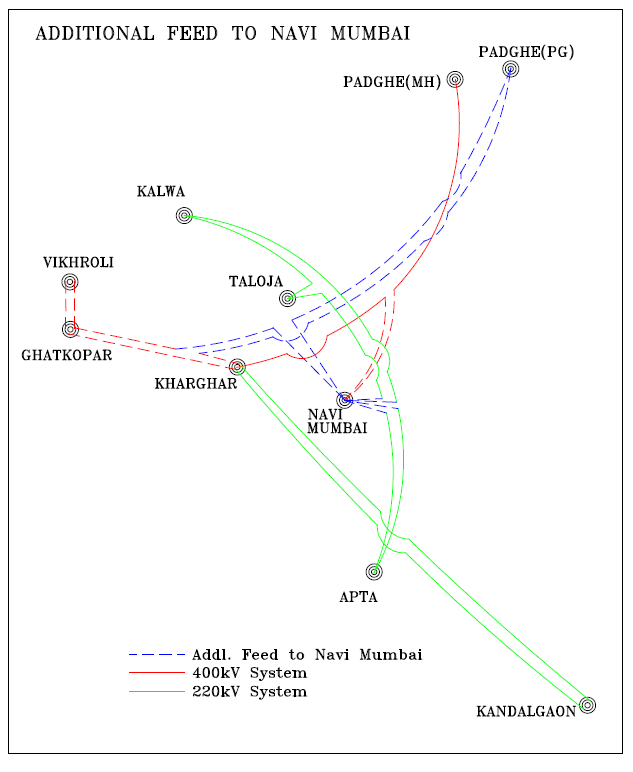 ADDITIONAL FEED TO NAVI MUMBAI
PADGHE(PG)
PADGHE(MH)
KALWA
VIKHROLI
TALOJA
GHATKOPAR
KHARGHAR
NAVI
MUMBAI
APTA
Addl. Feed to Navi Mumbai
400kV System
220kV System
KANDALGAON